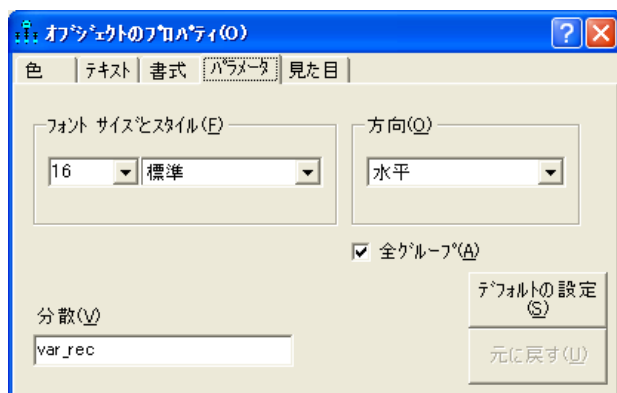 ｵﾌﾞｼﾞｪｸﾄのﾌﾟﾛﾊﾟﾃｨ(O)
色 ﾃｷｽﾄ 書式 ﾊﾟﾗﾒｰﾀ 見た目
ﾌｫﾝﾄ ｻｲｽﾞとｽﾀｲﾙ(F) 方向(O)
16 標準 水平
全ｸﾞﾙｰﾌﾟ(A)
ﾃﾞﾌｫﾙﾄの設定
(S)
分散(V)
var_rec
元に戻す(U)